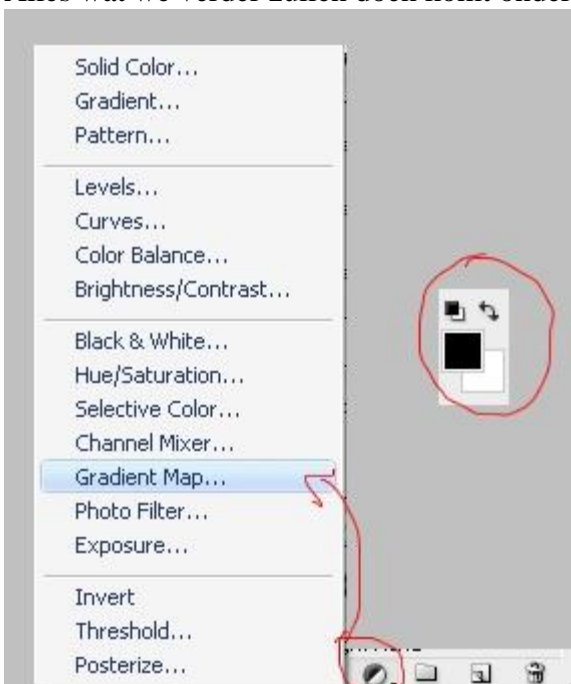 Solid Color...
Gradient...
Pattern...
Levels...
Curves...
Color Balance...
Brightness/Contrast...
Black & White...
Hue/Saturation...
Selective Color...
Channel Mixer...
Gradient Map...
Photo Filter...
Exposure...
Invert
Threshold...
Posterize...